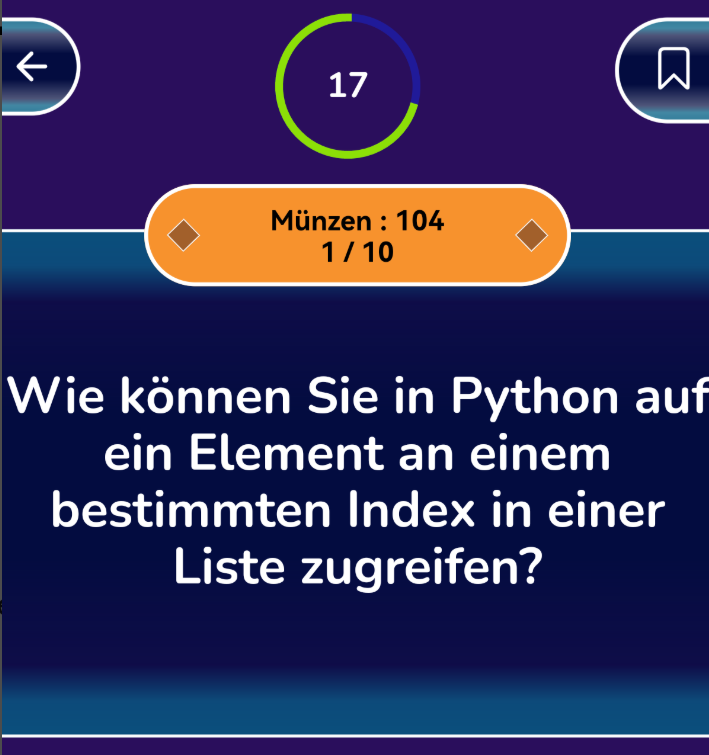 17
Münzen : 104
1 / 10
Wie können Sie in Python auf
ein Element an einem
bestimmten Index in einer
Liste zugreifen?